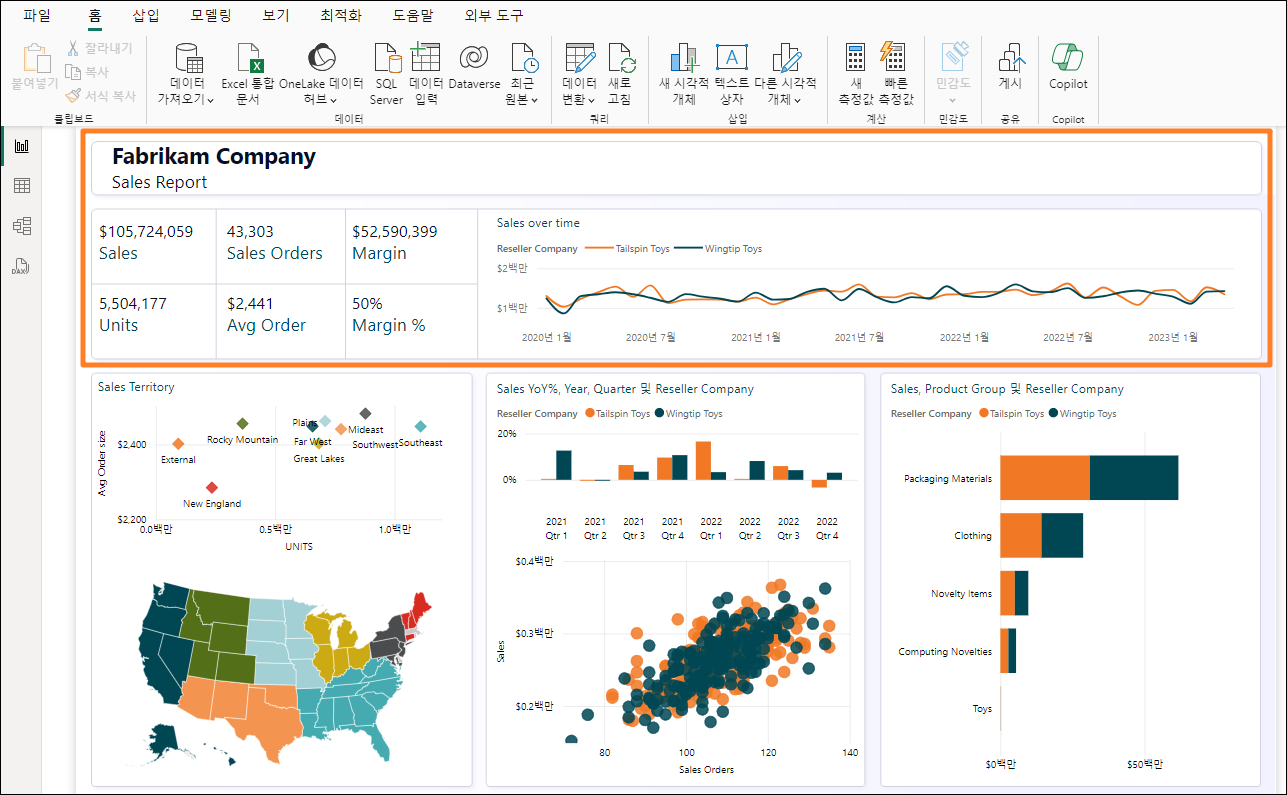 파일 홈 삽입 모델링 보기 최적화 도움말 외부 도구
붙여넣기
잘라내기
복사
서식 복사
클립보드
데이터
가져오기
Excel 통합
문서
OneLake 데이터
허브
SQL
Server
데이터
입력
Dataverse
최근
원본
데이터
데이터
변환
새로
고침
쿼리
새 시각적
개체
텍스트
상자
다른 시각적
개체
삽입
새
측정값
빠른
측정값
계산
민감도
민감도
게시
공유
Copilot
Copilot
DAX
Fabrikam Company
Sales Report
$105,724,059
Sales
43,303
Sales Orders
$52,590,399
Margin
5,504,177
Units
$2,441
Avg Order
50%
Margin %
Sales over time
Reseller Company Tailspin Toys Wingtip Toys
$2백만
$1백만
2020년 1월 2020년 7월 2021년 1월 2021년 7월 2022년 1월 2022년 7월 2023년 1월
Sales Territory
Avg Order size
$2,400
$2,200
External
Rocky Mountain
New England
Plains
Far West
Great Lakes
Mideast
Southwest
Southeast
0.0백만 0.5백만 1.0백만
UNITS
Sales YoY%, Year, Quarter 및 Reseller Company
Reseller Company Tailspin Toys Wingtip Toys
20%
0%
2021 2021 2021 2021 2022 2022 2022 2022
Qtr 1 Qtr 2 Qtr 3 Qtr 4 Qtr 1 Qtr 2 Qtr 3 Qtr 4
$0.4백만
$0.3백만
$0.2백만
Sales
80 100 120 140
Sales Orders
Sales, Product Group 및 Reseller Company
Reseller Company Tailspin Toys Wingtip Toys
Packaging Materials
Clothing
Novelty Items
Computing Novelties
Toys
$0백만 $50백만